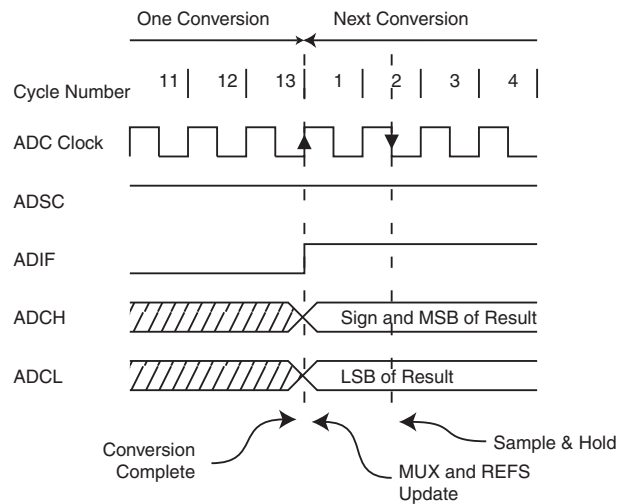 One Conversion Next Conversion
Cycle Number 11 12 13 1 2 3 4
ADC Clock
ADSC
ADIF
ADCH Sign and MSB of Result
ADCL LSB of Result
Conversion
Complete
MUX and REFS
Update
Sample & Hold